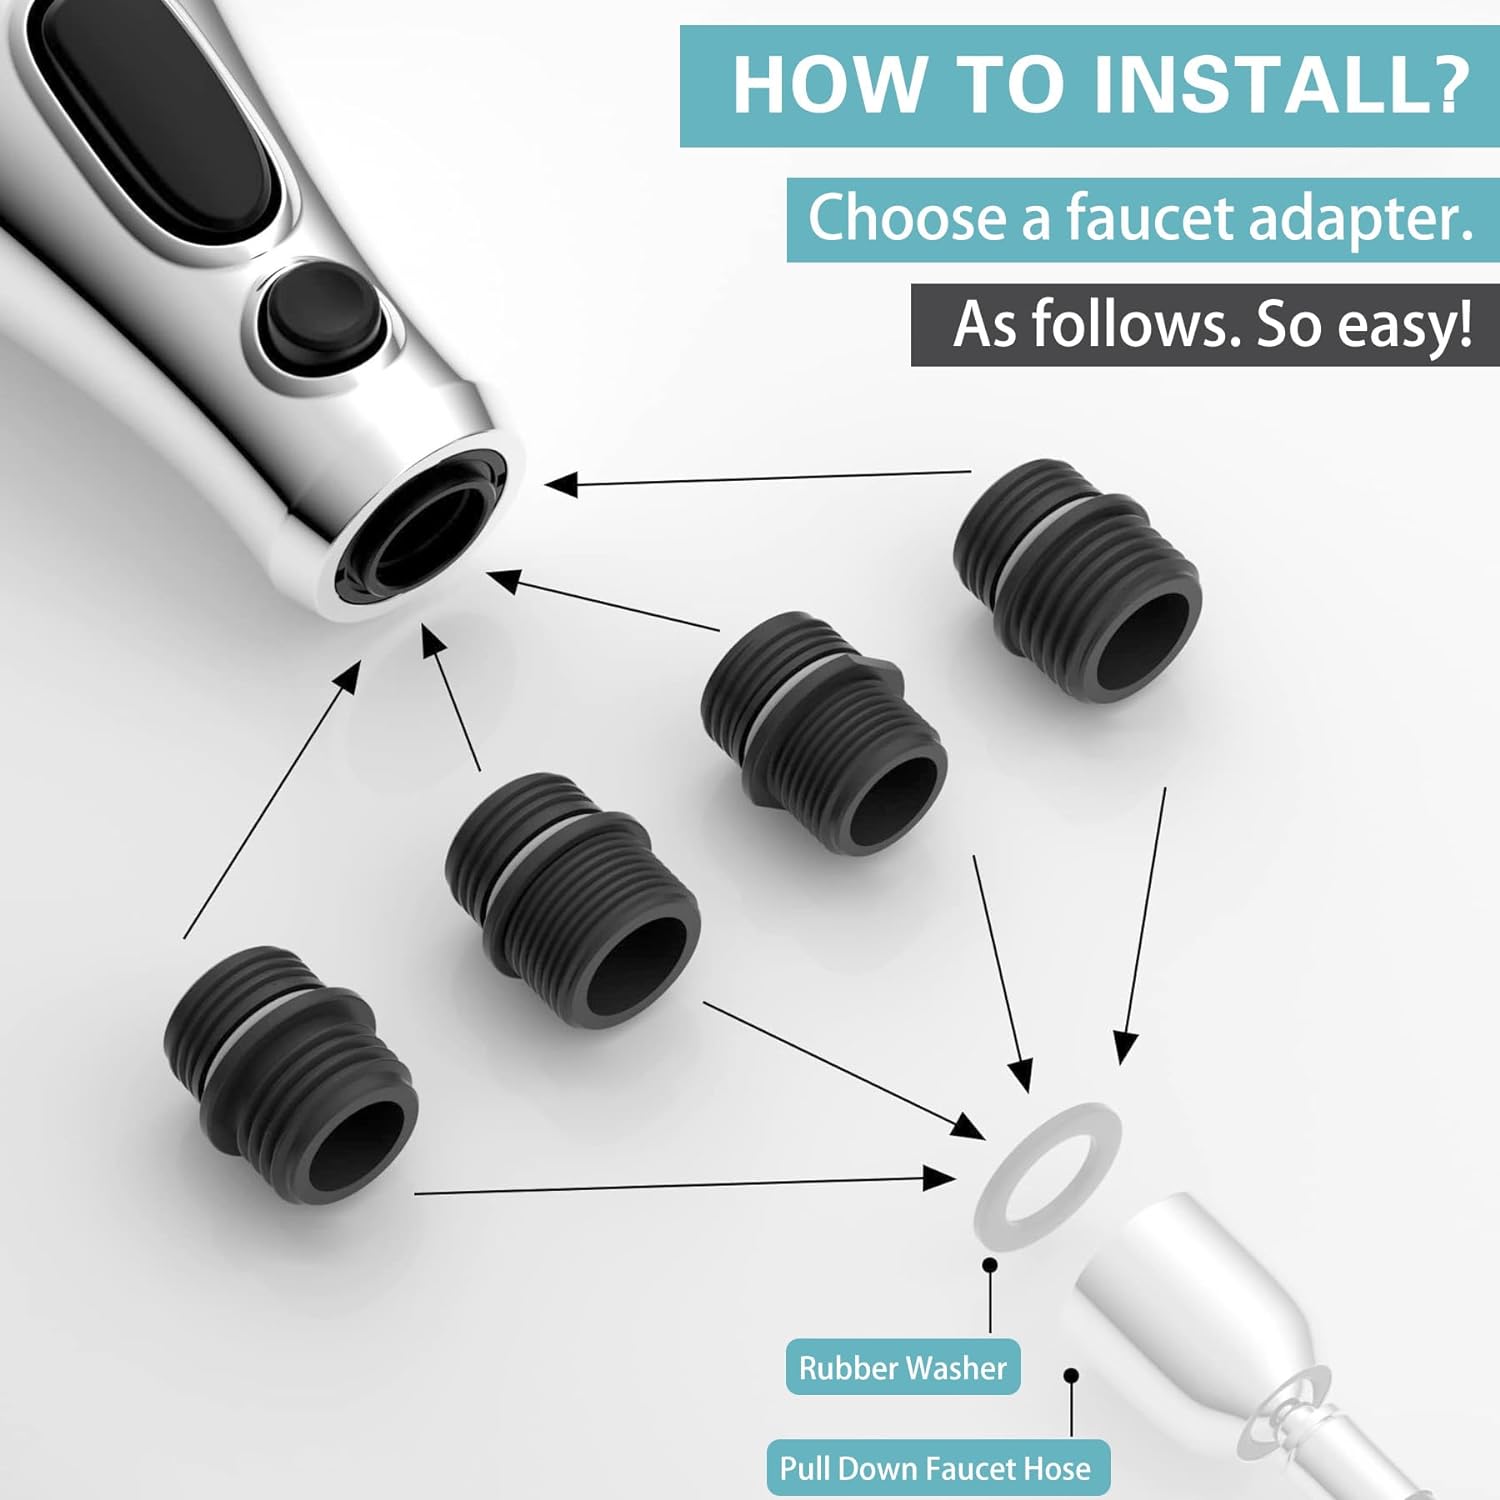 HOW TO INSTALL?
Choose a faucet adapter.
As follows. So easy!
Rubber Washer
Pull Down Faucet Hose